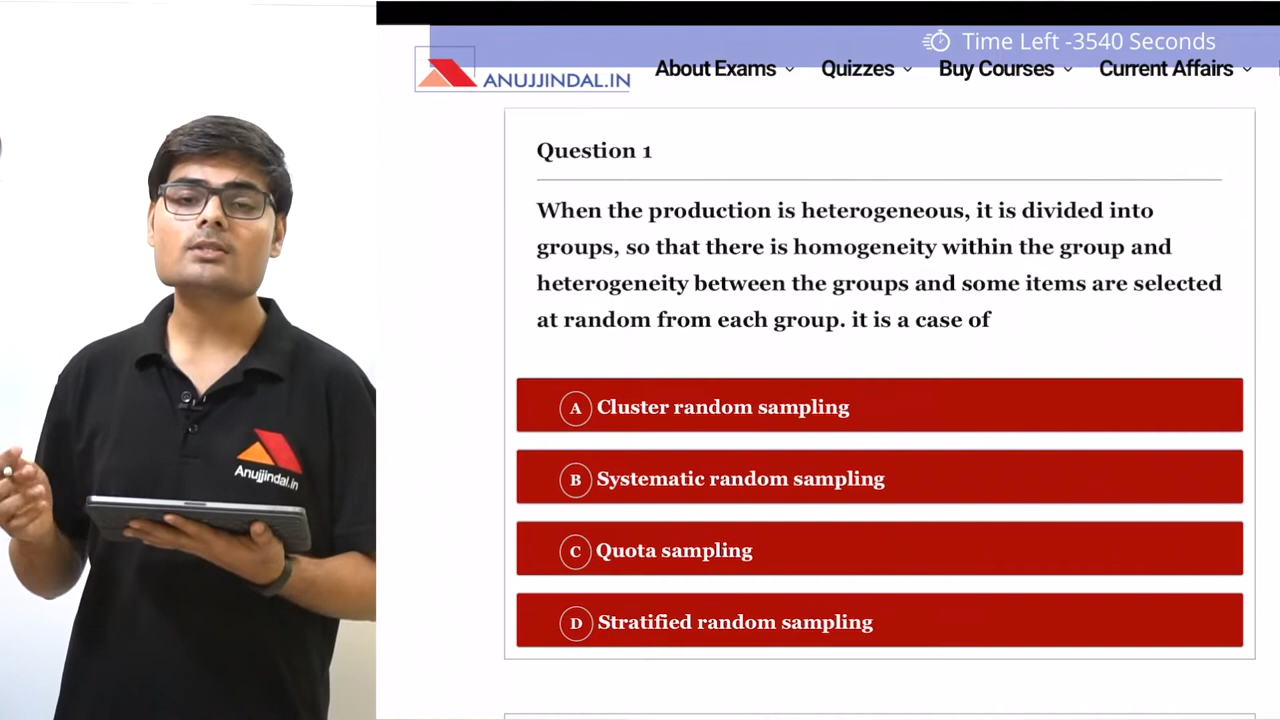 Time Left -3540 Seconds
ANUJJINDAL.IN
About Exams Quizzes Buy Courses Current Affairs
Question 1
When the production is heterogeneous, it is divided into
groups, so that there is homogeneity within the group and
heterogeneity between the groups and some items are selected
at random from each group. it is a case of
A Cluster random sampling
B Systematic random sampling
C Quota sampling
D Stratified random sampling
Anujjindal.in